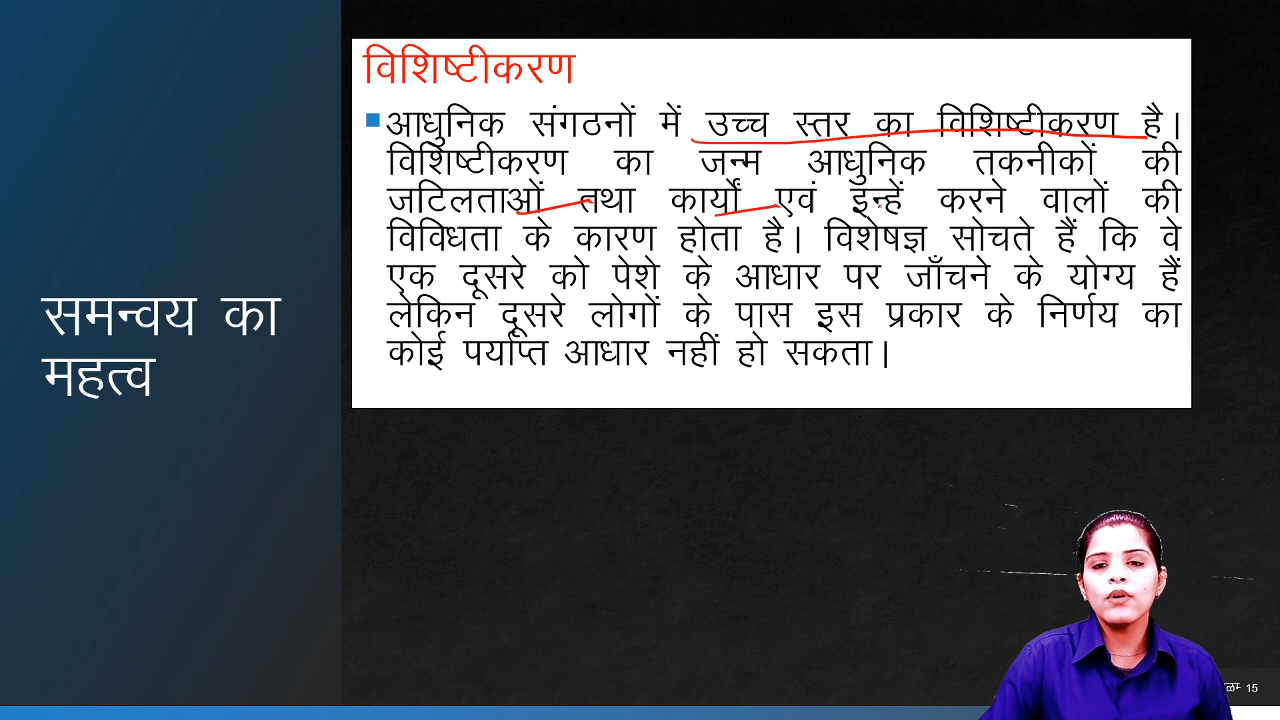 समन्वय का
महत्व
विशिष्टीकरण
आधुनिक संगठनों में उच्च स्तर का विशिष्टीकरण है।
विशिष्टीकरण का जन्म आधुनिक तकनीकों की
जटिलताओं तथा कार्यों एवं इन्हें करने वालों की
विविधता के कारण होता है। विशेषज्ञ सोचते हैं कि वे
एक दूसरे को पेशे के आधार पर जाँचने के योग्य हैं
लेकिन दूसरे लोगों के पास इस प्रकार के निर्णय का
कोई पर्याप्त आधार नहीं हो सकता।
15